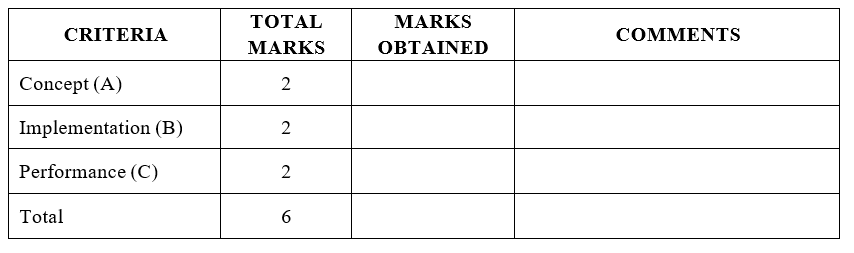 CRITERIA TOTAL MARKS MARKS OBTAINED COMMENTS
Concept (A) 2
Implementation (B) 2
Performance (C) 2
Total 6